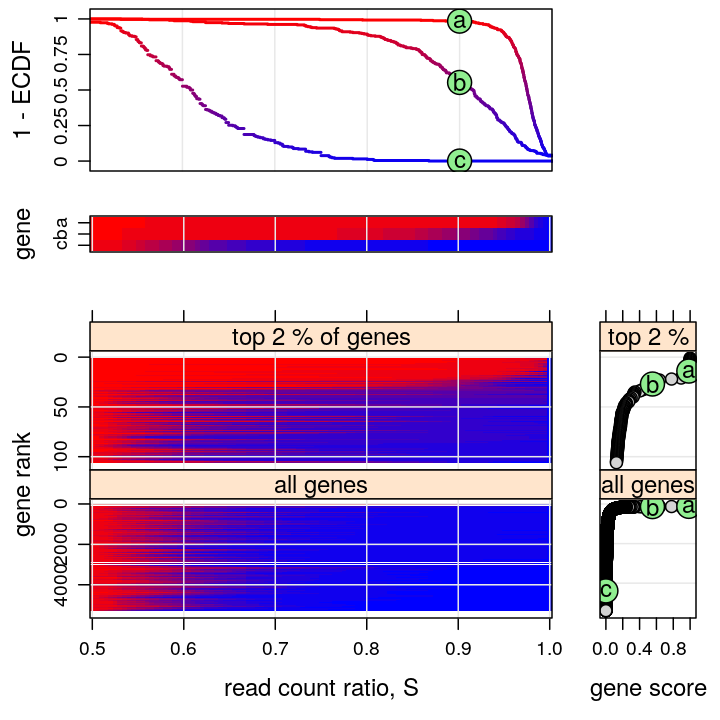 1 - ECDF
0 0.25 0.5 0.75 1
a
b
c
gene
c b a
top 2 % of genes
top 2 %
0
50
100
a
b
gene rank
all genes
all genes
0
2000
4000
b a
c
0.5 0.6 0.7 0.8 0.9 1.0
0.0 0.4 0.8
read count ratio, S
gene score